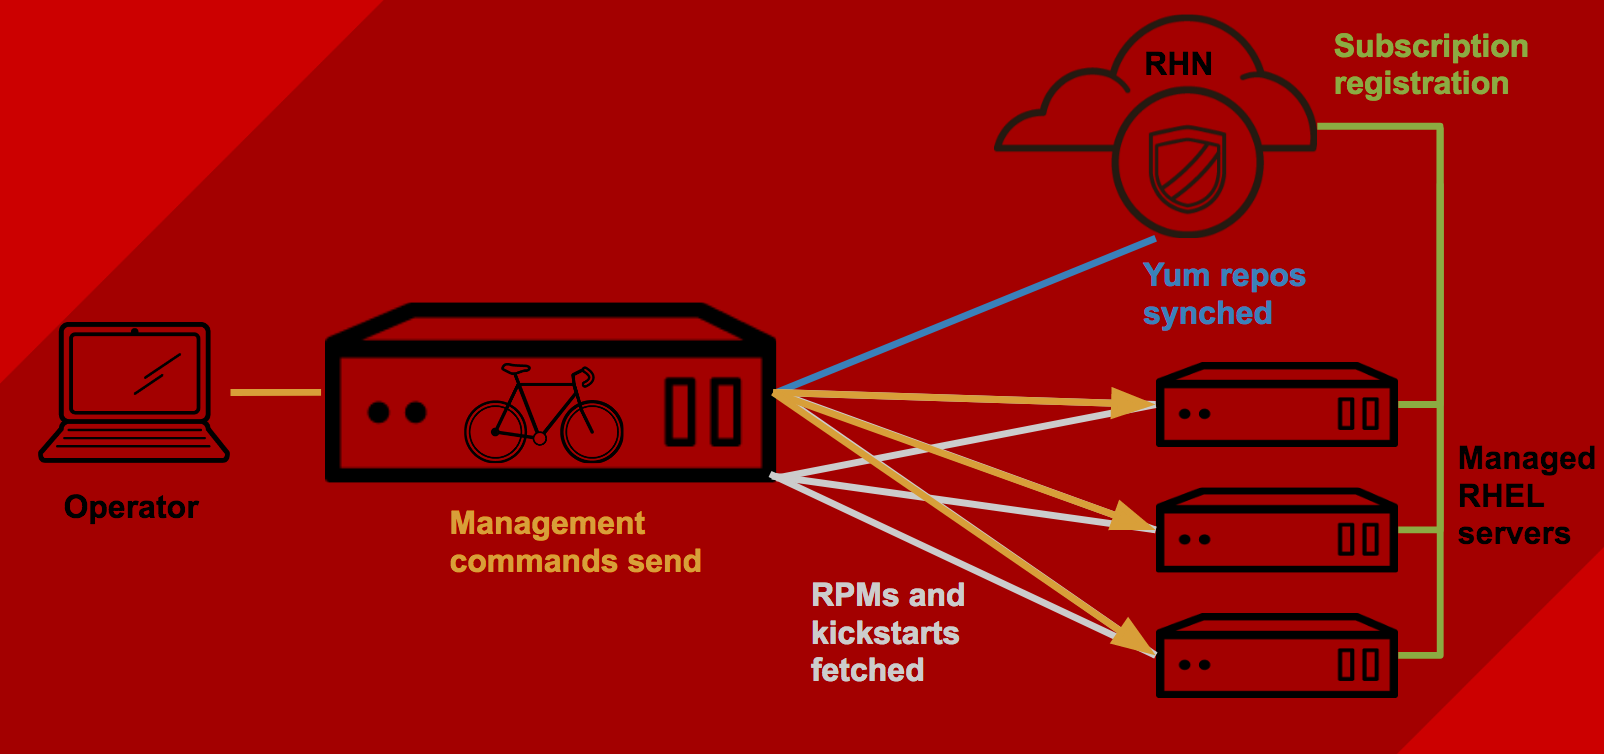 RHN
Subscription
registration
Yum repos
synched
Operator
Management
commands send
RPMs and
kickstarts
fetched
Managed
RHEL
servers